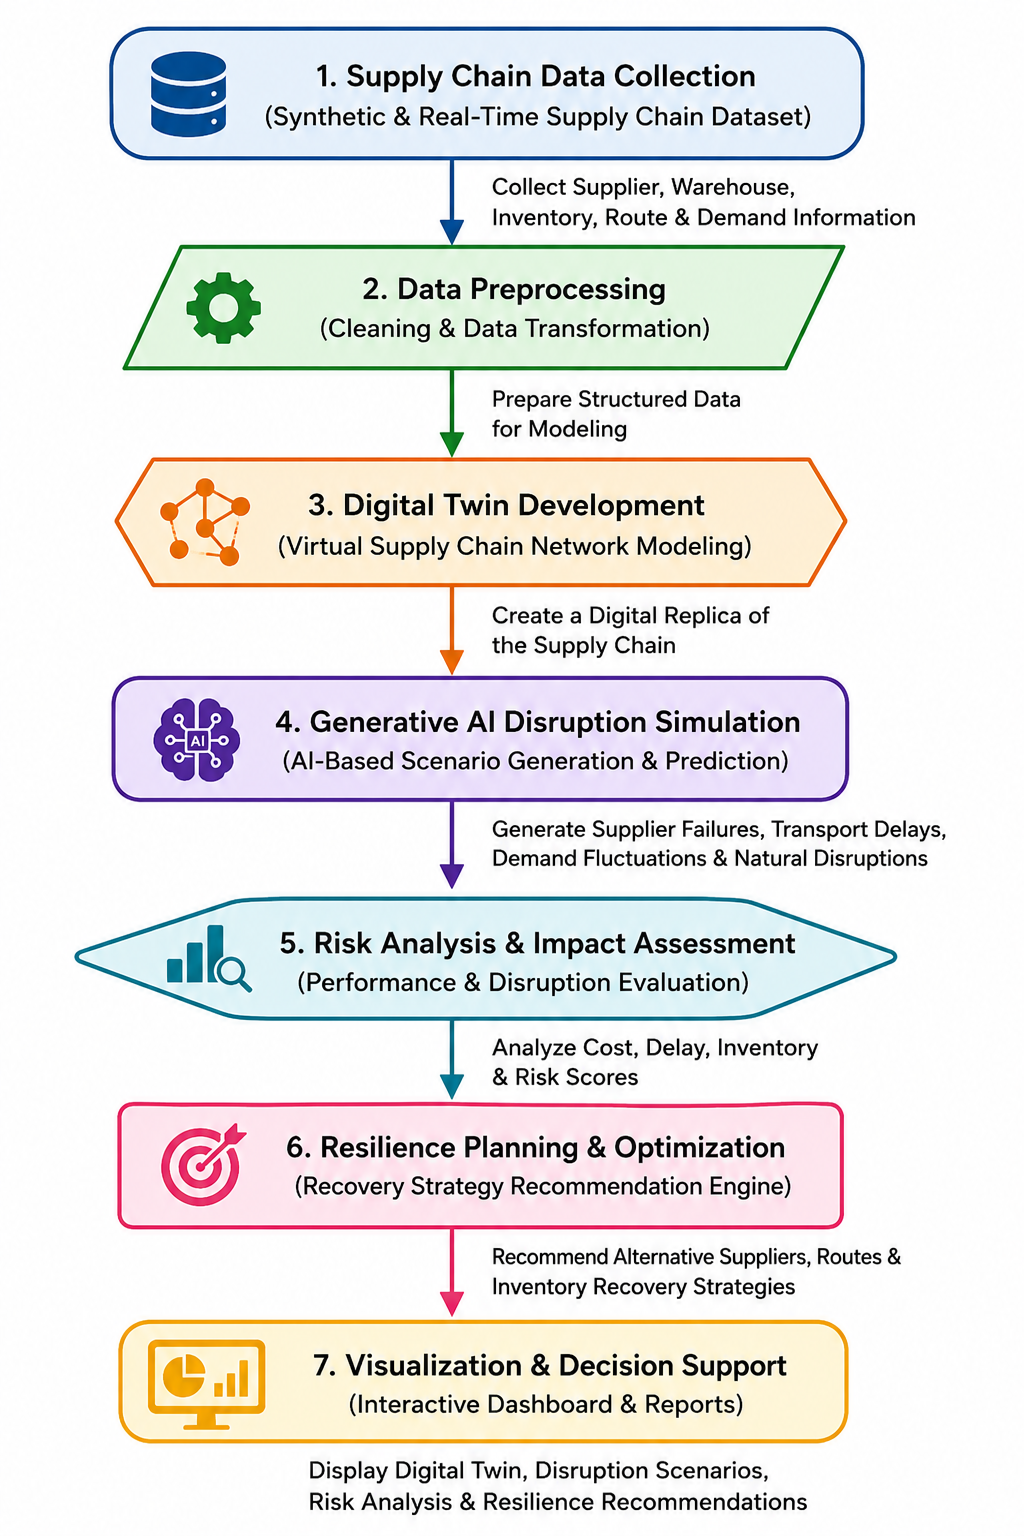 1. Supply Chain Data Collection
(Synthetic & Real-Time Supply Chain Dataset)
Collect Supplier, Warehouse,
Inventory, Route & Demand Information
2. Data Preprocessing
(Cleaning & Data Transformation)
Prepare Structured Data
for Modeling
3. Digital Twin Development
(Virtual Supply Chain Network Modeling)
Create a Digital Replica of
the Supply Chain
AI
4. Generative AI Disruption Simulation
(AI-Based Scenario Generation & Prediction)
Generate Supplier Failures, Transport Delays,
Demand Fluctuations & Natural Disruptions
5. Risk Analysis & Impact Assessment
(Performance & Disruption Evaluation)
Analyze Cost, Delay, Inventory
& Risk Scores
6. Resilience Planning & Optimization
(Recovery Strategy Recommendation Engine)
Recommend Alternative Suppliers, Routes &
Inventory Recovery Strategies
7. Visualization & Decision Support
(Interactive Dashboard & Reports)
Display Digital Twin, Disruption Scenarios,
Risk Analysis & Resilience Recommendations